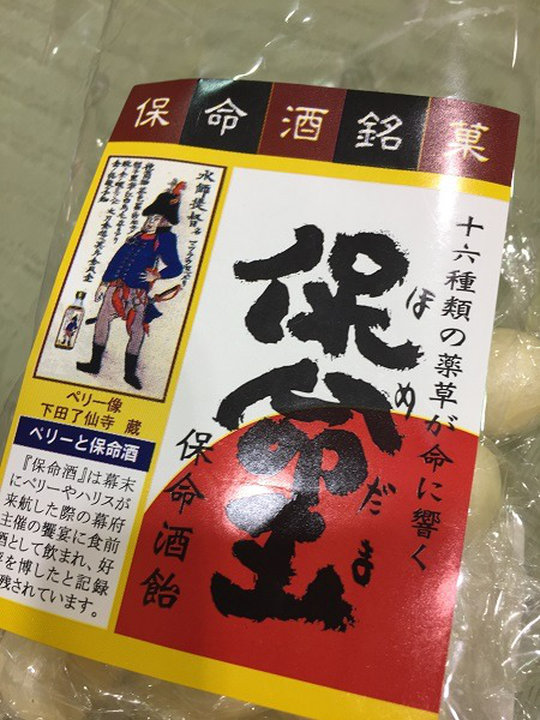 保命酒銘菓
十六種類の薬草が命に響く
保命玉
ほめだま
保命酒飴
水師提督
ペリー像
下田了仙寺 蔵
ペリーと保命酒
『保命酒』は幕末
にペリーやハリスが
来航した際の幕府
主催の饗宴に食前
酒として飲まれ、好
評を博したと記録
残されています。